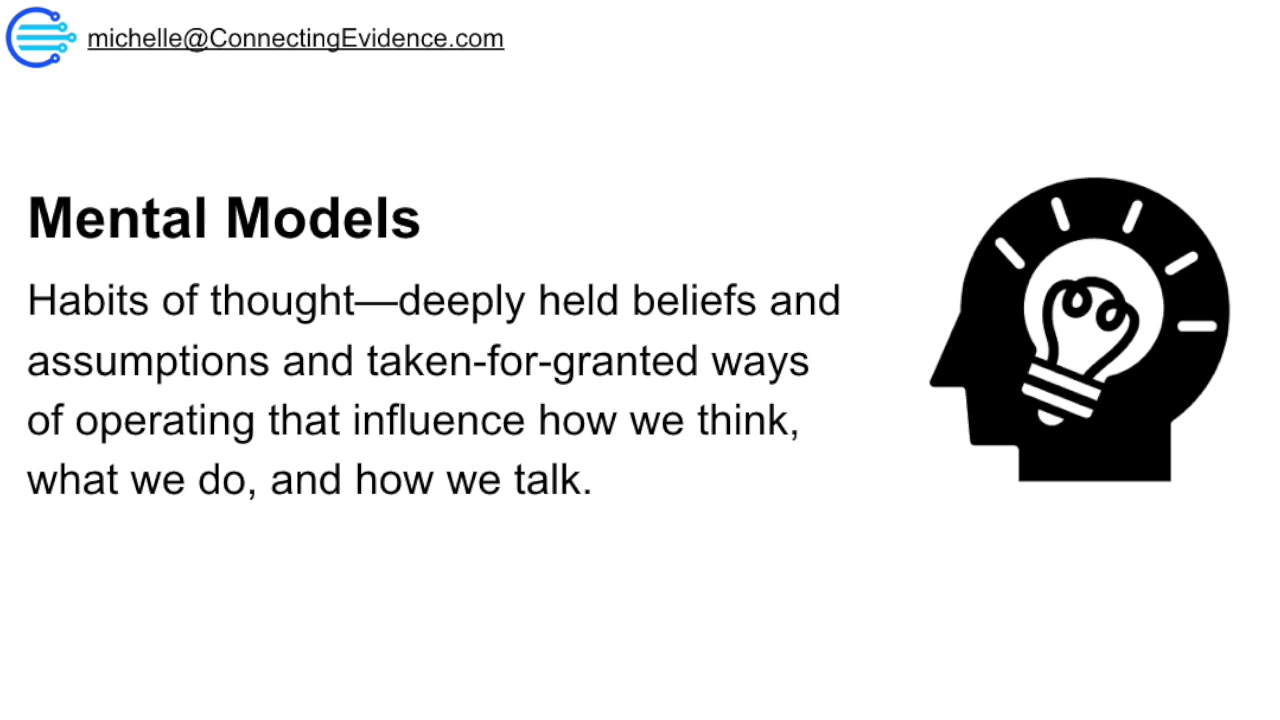 michelle@ConnectingEvidence.com
Mental Models
Habits of thought—deeply held beliefs and
assumptions and taken-for-granted ways
of operating that influence how we think,
what we do, and how we talk.